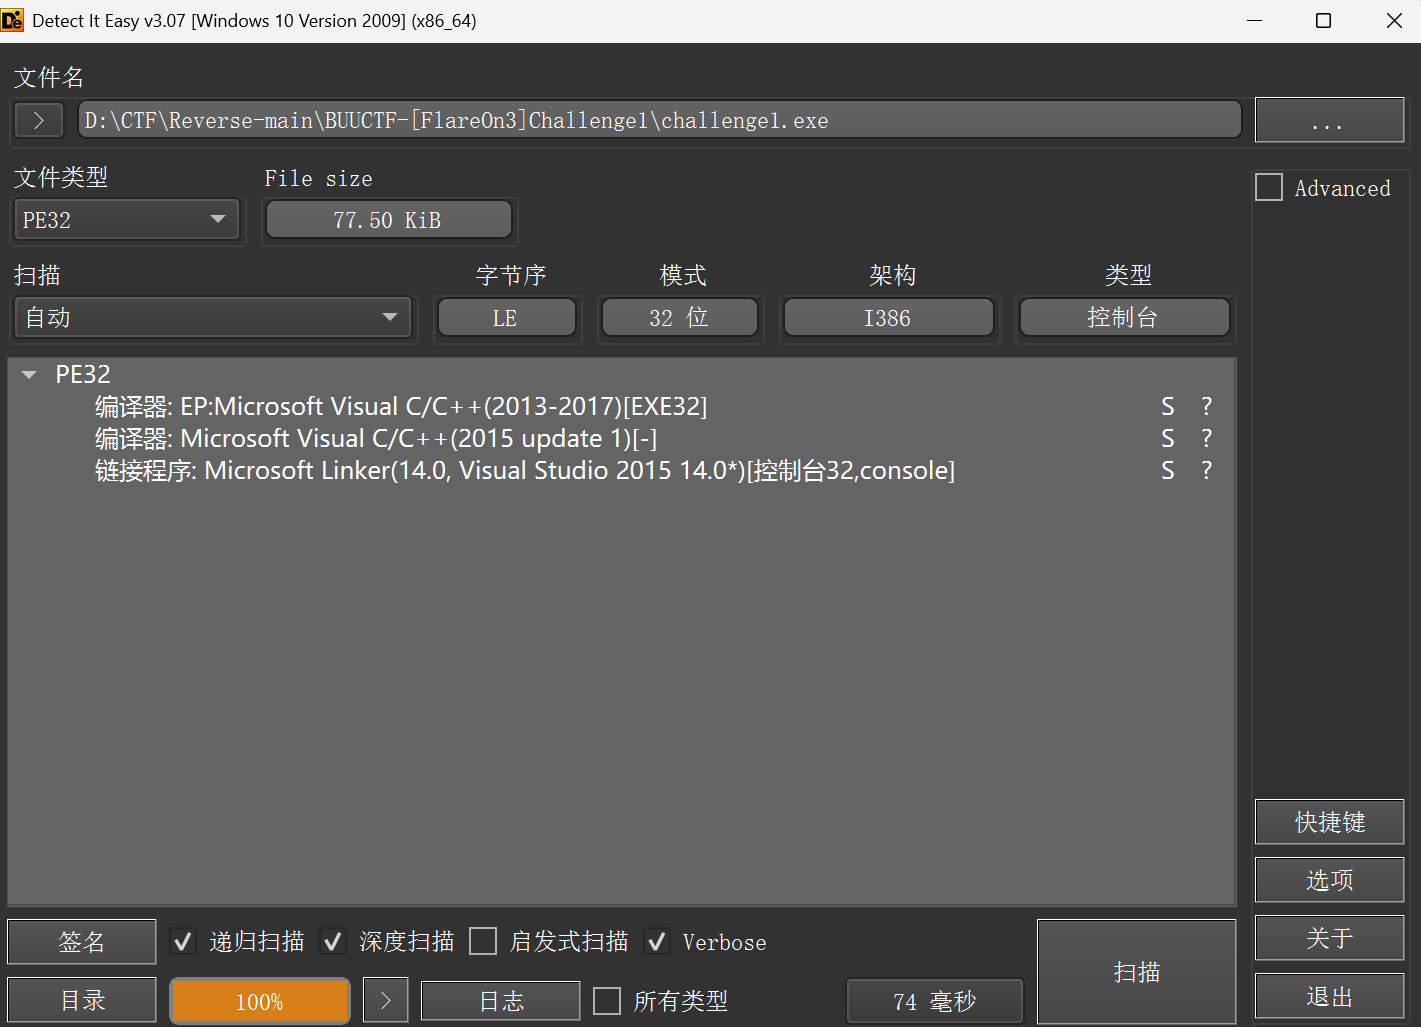 Detect It Easy v3.07 [Windows 10 Version 2009] (x86_64)
文件名
> D:\CTF\Reverse-main\BUUCTF-[FlareOn3]Challenge1\challenge1.exe ...
文件类型 File size
PE32 77.50 KiB
Advanced
扫描 字节序 模式 架构 类型
自动 LE 32 位 I386 控制台
PE32
编译器: EP:Microsoft Visual C/C++(2013-2017)[EXE32] S ?
编译器: Microsoft Visual C/C++(2015 update 1)[-] S ?
链接程序: Microsoft Linker(14.0, Visual Studio 2015 14.0*)[控制台32,console] S ?
快捷键
选项
关于
退出
签名 递归扫描 深度扫描 启发式扫描 Verbose
扫描
目录 100% > 日志 所有类型 74 毫秒